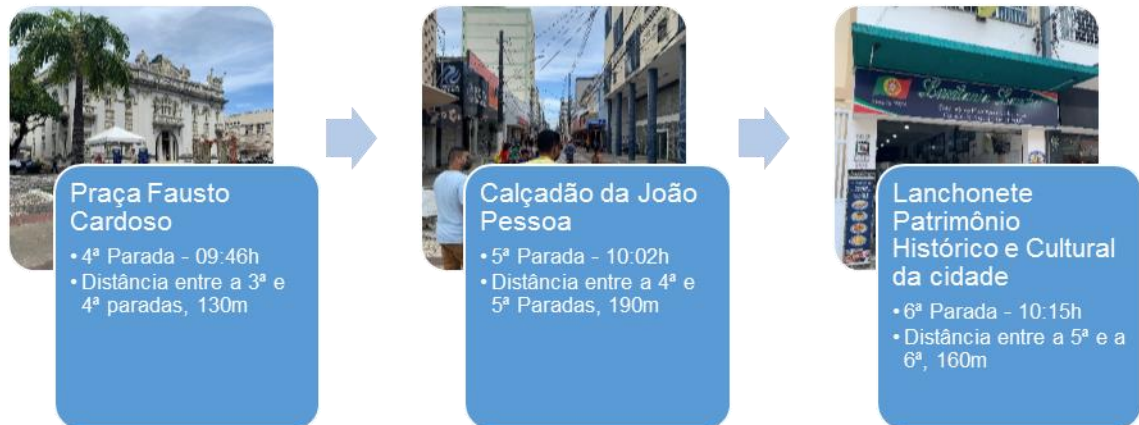 Praça Fausto
Cardoso
• 4ª Parada - 09:46h
• Distância entre a 3ª e
4ª paradas, 130m
Calçadão da João
Pessoa
• 5ª Parada - 10:02h
• Distância entre a 4ª e
5ª Paradas, 190m
Lanchonete
Patrimônio
Histórico e Cultural
da cidade
• 6ª Parada - 10:15h
• Distância entre a 5ª e a
6ª, 160m